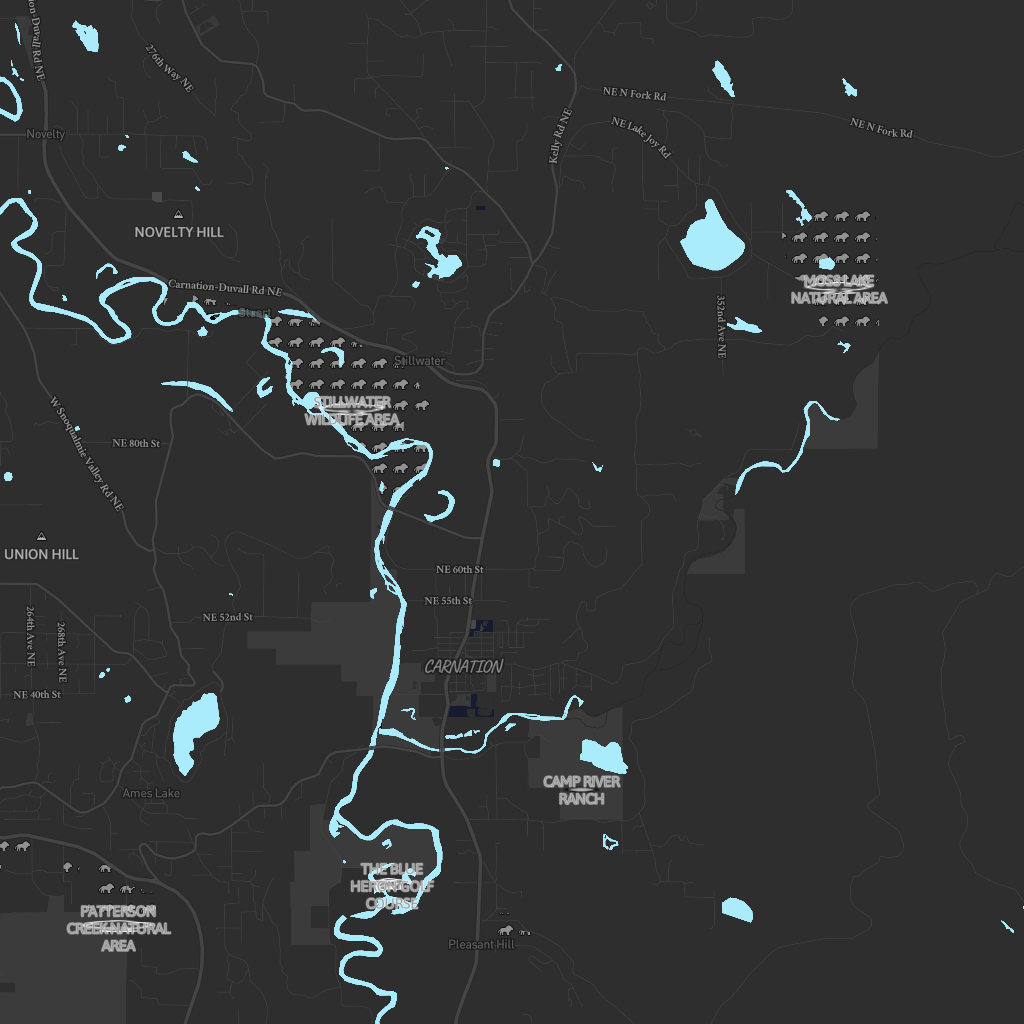 276th Way NE
NE N Fork Rd
NE Lake Joy Rd
NE N Fork Rd
Kelly Rd NE
Novelty
NOVELTY HILL
Carnation-Duvall Rd NE
Stuart
MOSS LAKE
NATURAL AREA
352nd Ave NE
Stillwater
STILLWATER
WILDLIFE AREA
W Snoqualmie Valley Rd NE
NE 80th St
UNION HILL
NE 60th St
NE 55th St
NE 52nd St
264th Ave NE
268th Ave NE
CARNATION
NE 40th St
CAMP RIVER
RANCH
Ames Lake
THE BLUE
HERON GOLF
COURSE
PATTERSON
CREEK NATURAL
AREA
Pleasant Hill